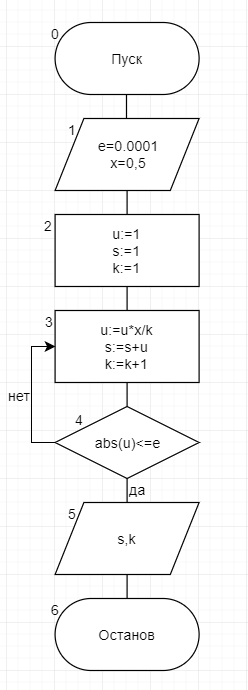 0
Пуск
1
e=0.0001
x=0,5
2
u:=1
s:=1
k:=1
3
u:=u*x/k
s:=s+u
k:=k+1
нет
4
abs(u)<=e
да
5
s,k
6
Останов